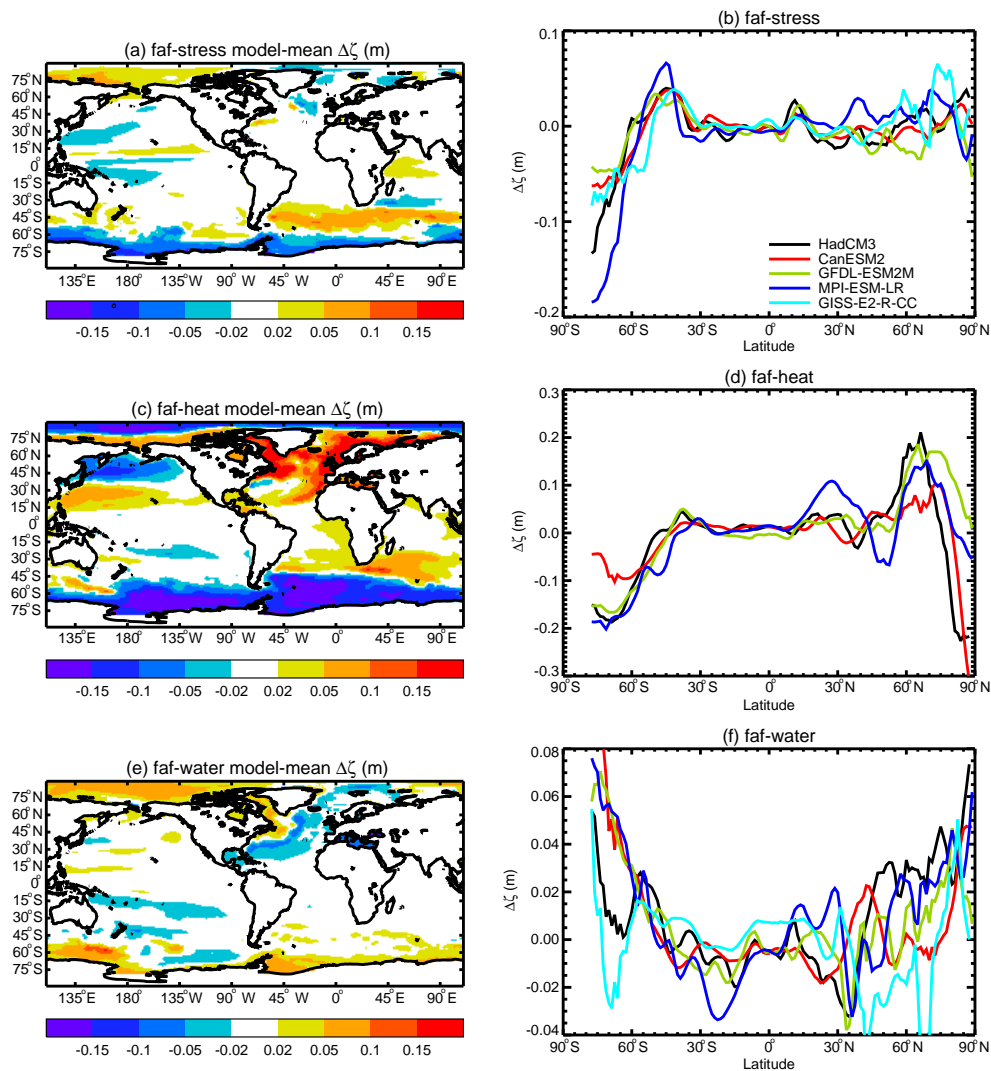 (a) faf-stress model-mean Δζ (m)
75°N
60°N
45°N
30°N
15°N
0°
15°S
30°S
45°S
60°S
75°S
135°E 180° 135°W 90°W 45°W 0° 45°E 90°E
-0.15 -0.1 -0.05 -0.02 0.02 0.05 0.1 0.15
(b) faf-stress
0.1
0.0
-0.1
-0.2
Δζ (m)
HadCM3
CanESM2
GFDL-ESM2M
MPI-ESM-LR
GISS-E2-R-CC
90°S 60°S 30°S 0° 30°N 60°N 90°N
Latitude
(c) faf-heat model-mean Δζ (m)
75°N
60°N
45°N
30°N
15°N
0°
15°S
30°S
45°S
60°S
75°S
135°E 180° 135°W 90°W 45°W 0° 45°E 90°E
-0.15 -0.1 -0.05 -0.02 0.02 0.05 0.1 0.15
(d) faf-heat
0.3
0.2
0.1
0.0
-0.1
-0.2
-0.3
Δζ (m)
90°S 60°S 30°S 0° 30°N 60°N 90°N
Latitude
(e) faf-water model-mean Δζ (m)
75°N
60°N
45°N
30°N
15°N
0°
15°S
30°S
45°S
60°S
75°S
135°E 180° 135°W 90°W 45°W 0° 45°E 90°E
-0.15 -0.1 -0.05 -0.02 0.02 0.05 0.1 0.15
(f) faf-water
0.08
0.06
0.04
0.02
0.00
-0.02
-0.04
Δζ (m)
90°S 60°S 30°S 0° 30°N 60°N 90°N
Latitude